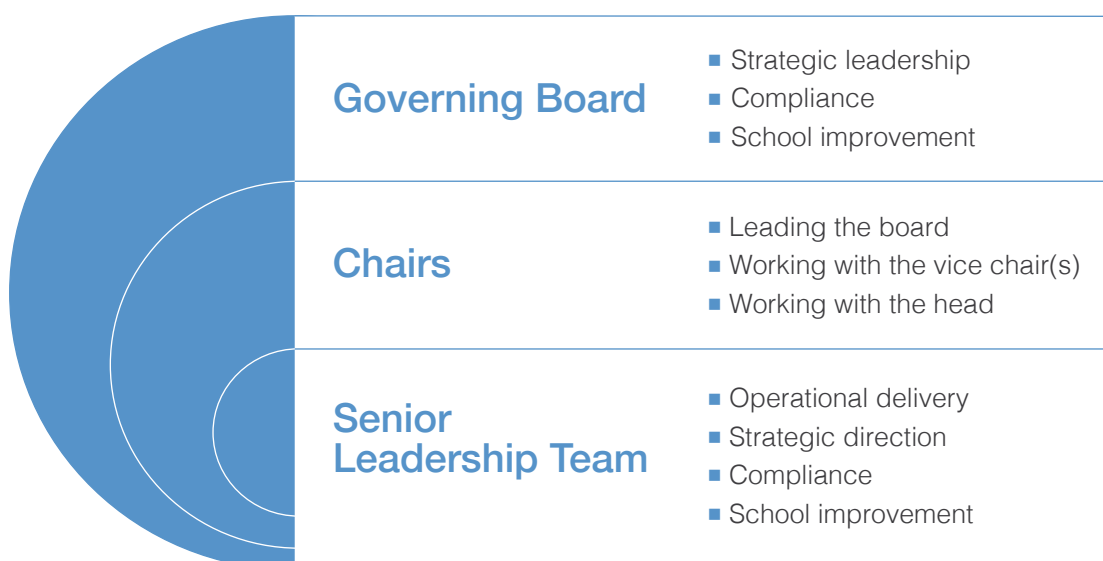 Governing Board
■ Strategic leadership
■ Compliance
■ School improvement
Chairs
■ Leading the board
■ Working with the vice chair(s)
■ Working with the head
Senior
Leadership Team
■ Operational delivery
■ Strategic direction
■ Compliance
■ School improvement